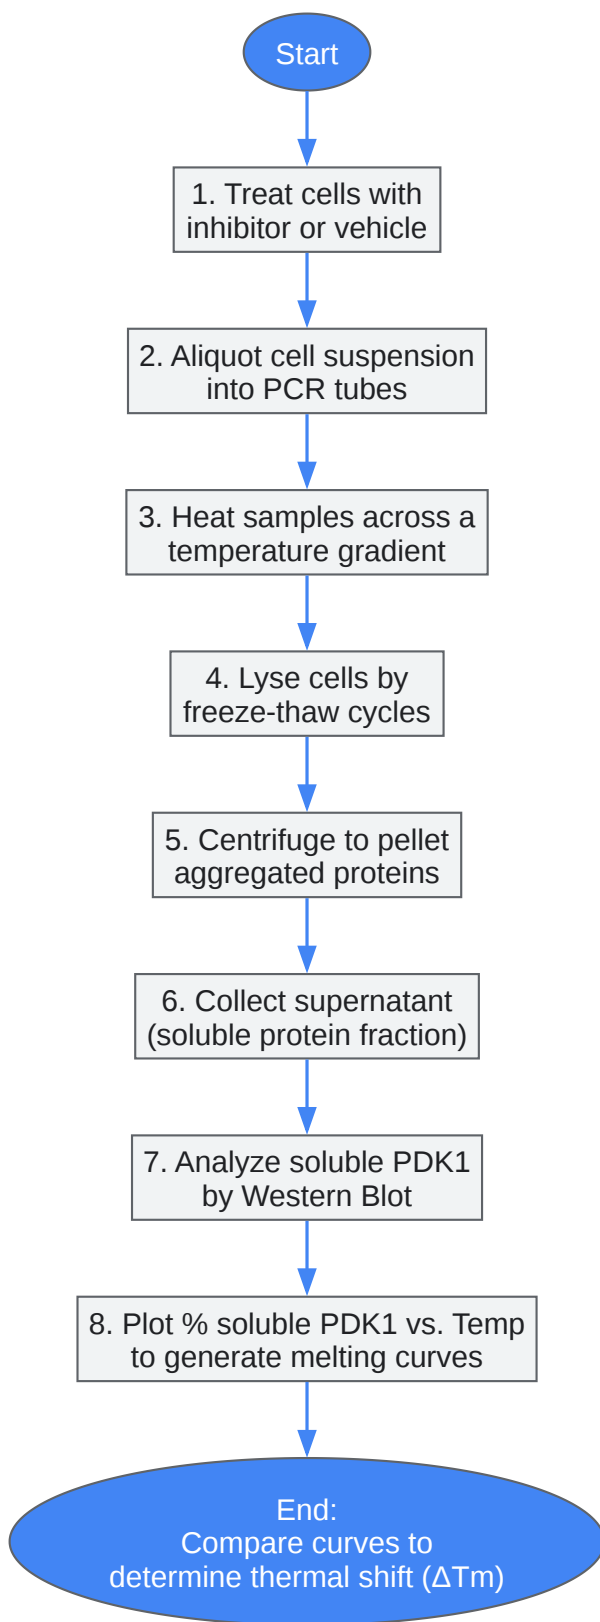 Start
1. Treat cells with
inhibitor or vehicle
2. Aliquot cell suspension
into PCR tubes
3. Heat samples across a
temperature gradient
4. Lyse cells by
freeze-thaw cycles
5. Centrifuge to pellet
aggregated proteins
6. Collect supernatant
(soluble protein fraction)
7. Analyze soluble PDK1
by Western Blot
8. Plot % soluble PDK1 vs. Temp
to generate melting curves
End:
Compare curves to
determine thermal shift (ΔTm)